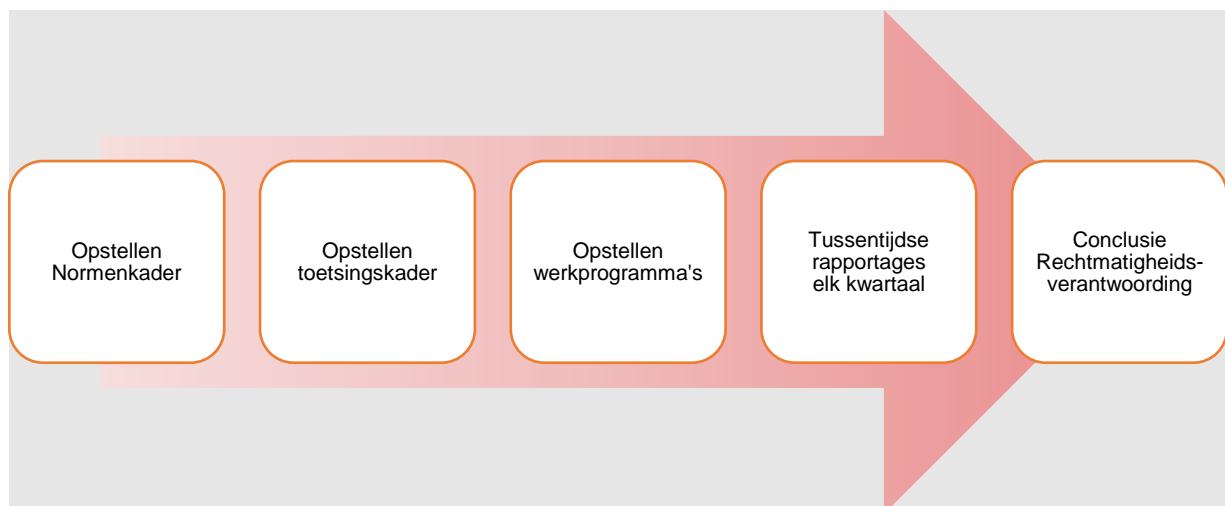 Opstellen
Normenkader
Opstellen
toetsingskader
Opstellen
werkprogramma's
Tussentijdse
rapportages
elk kwartaal
Conclusie
Rechtmatigheids-
verantwoording